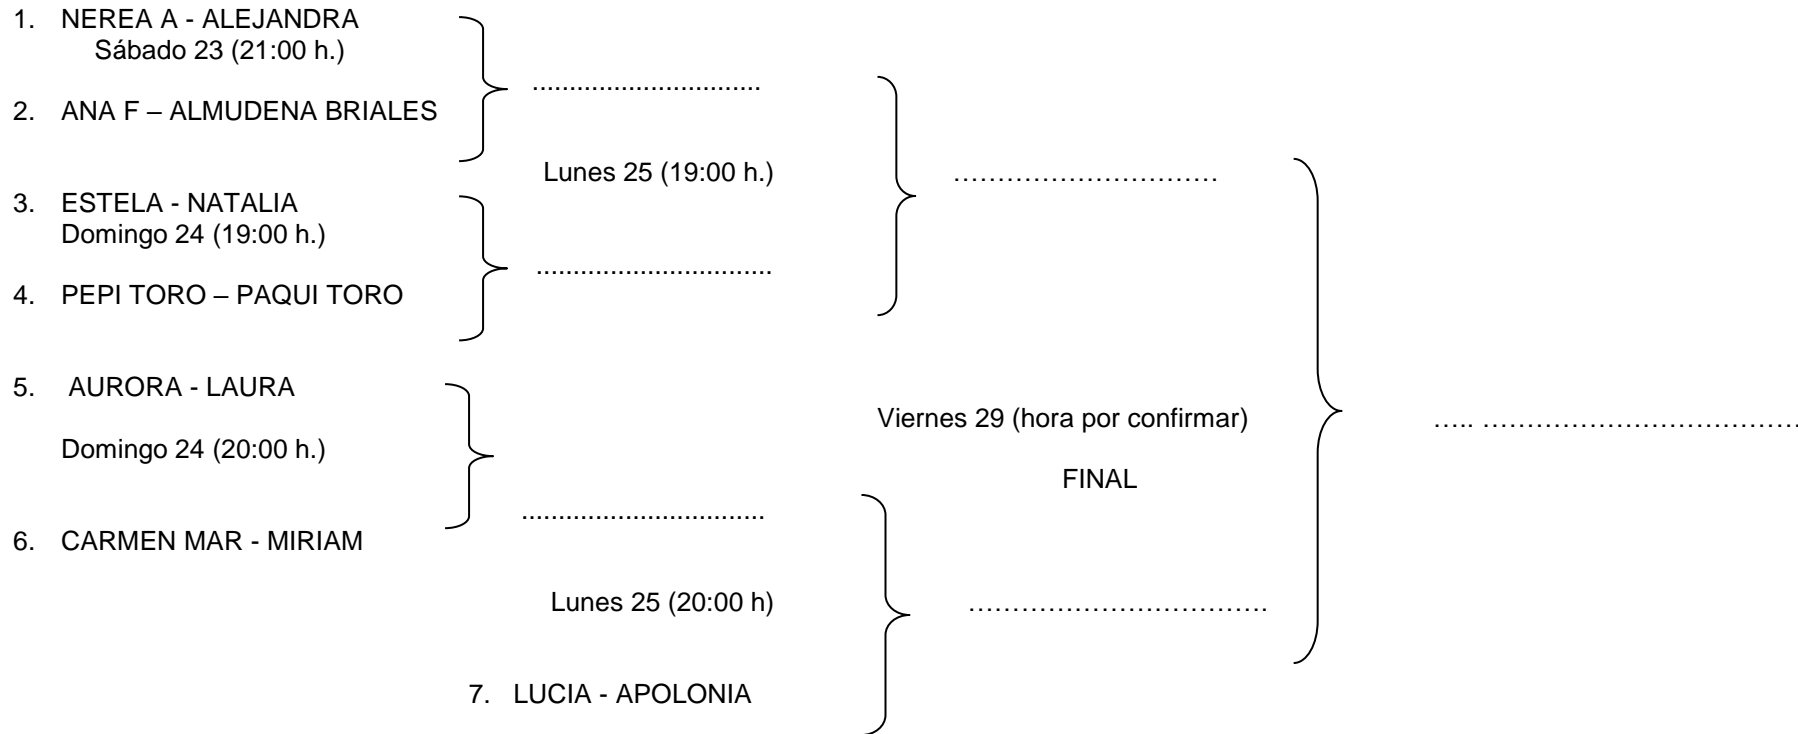 1. NEREA A - ALEJANDRA
Sábado 23 (21:00 h.)
...............................
2. ANA F – ALMUDENA BRIALES
Lunes 25 (19:00 h.)
…………………………
3. ESTELA - NATALIA
Domingo 24 (19:00 h.)
................................
4. PEPI TORO – PAQUI TORO
5. AURORA - LAURA
Viernes 29 (hora por confirmar)
….. ………………………………
Domingo 24 (20:00 h.)
FINAL
.................................
6. CARMEN MAR - MIRIAM
Lunes 25 (20:00 h)
…………………………….
7. LUCIA - APOLONIA